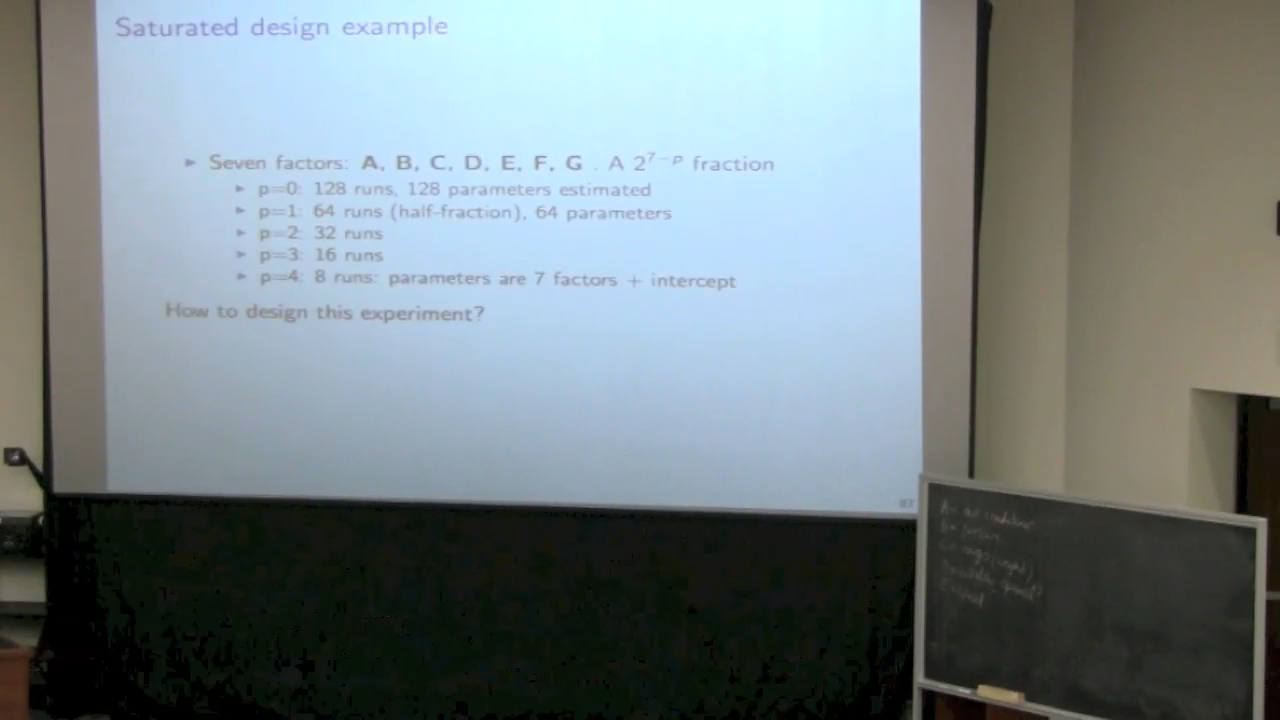 Saturated design example
► Seven factors: A, B, C, D, E, F, G . A 2^{7-p} fraction
► p=0: 128 runs, 128 parameters estimated
► p=1: 64 runs (half-fraction), 64 parameters
► p=2: 32 runs
► p=3: 16 runs
► p=4: 8 runs: parameters are 7 factors + intercept
How to design this experiment?